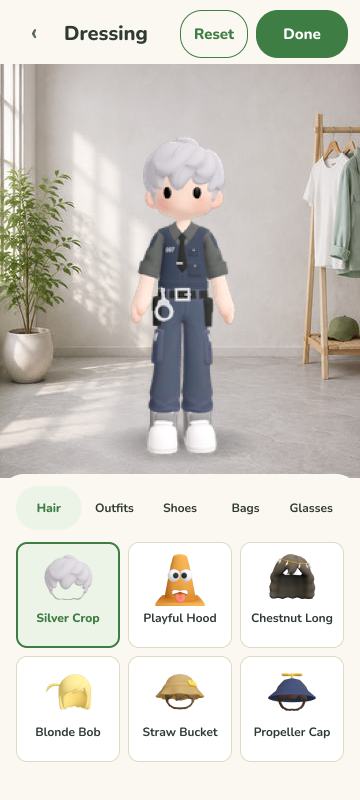 Dressing
Reset
Done
Hair
Outfits
Shoes
Bags
Glasses
Silver Crop
Playful Hood
Chestnut Long
Blonde Bob
Straw Bucket
Propeller Cap